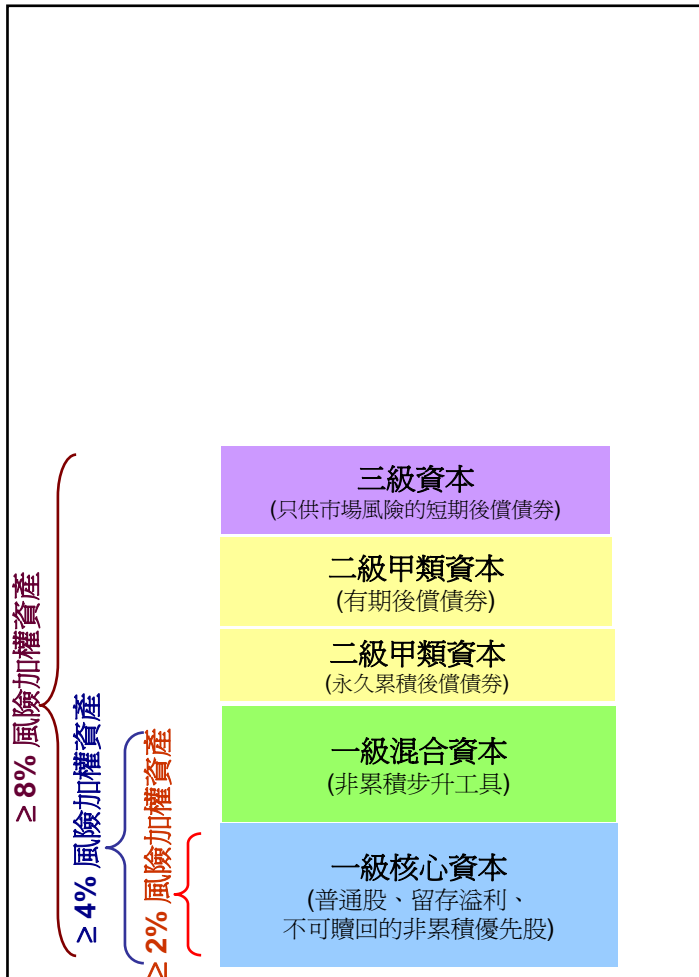 三級資本
(只供市場風險的短期後償債券)
二級甲類資本
(有期後償債券)
二級甲類資本
(永久累積後償債券)
一級混合資本
(非累積步升工具)
一級核心資本
(普通股、留存溢利、
不可贖回的非累積優先股)
≥ 8% 風險加權資產
≥ 4% 風險加權資產
≥ 2% 風險加權資產